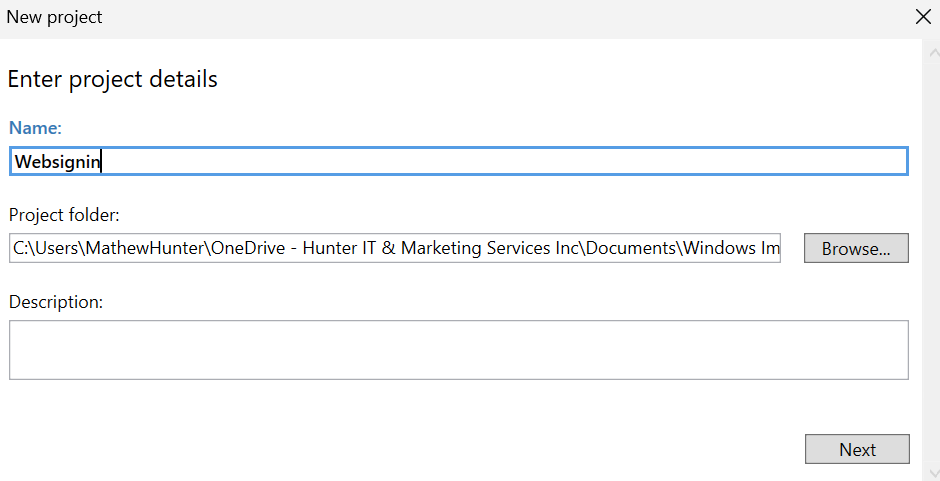 New project
Enter project details
Name:
Websignin
Project folder:
C:\Users\MathewHunter\OneDrive - Hunter IT & Marketing Services Inc\Documents\Windows Im
Browse...
Description:
Next